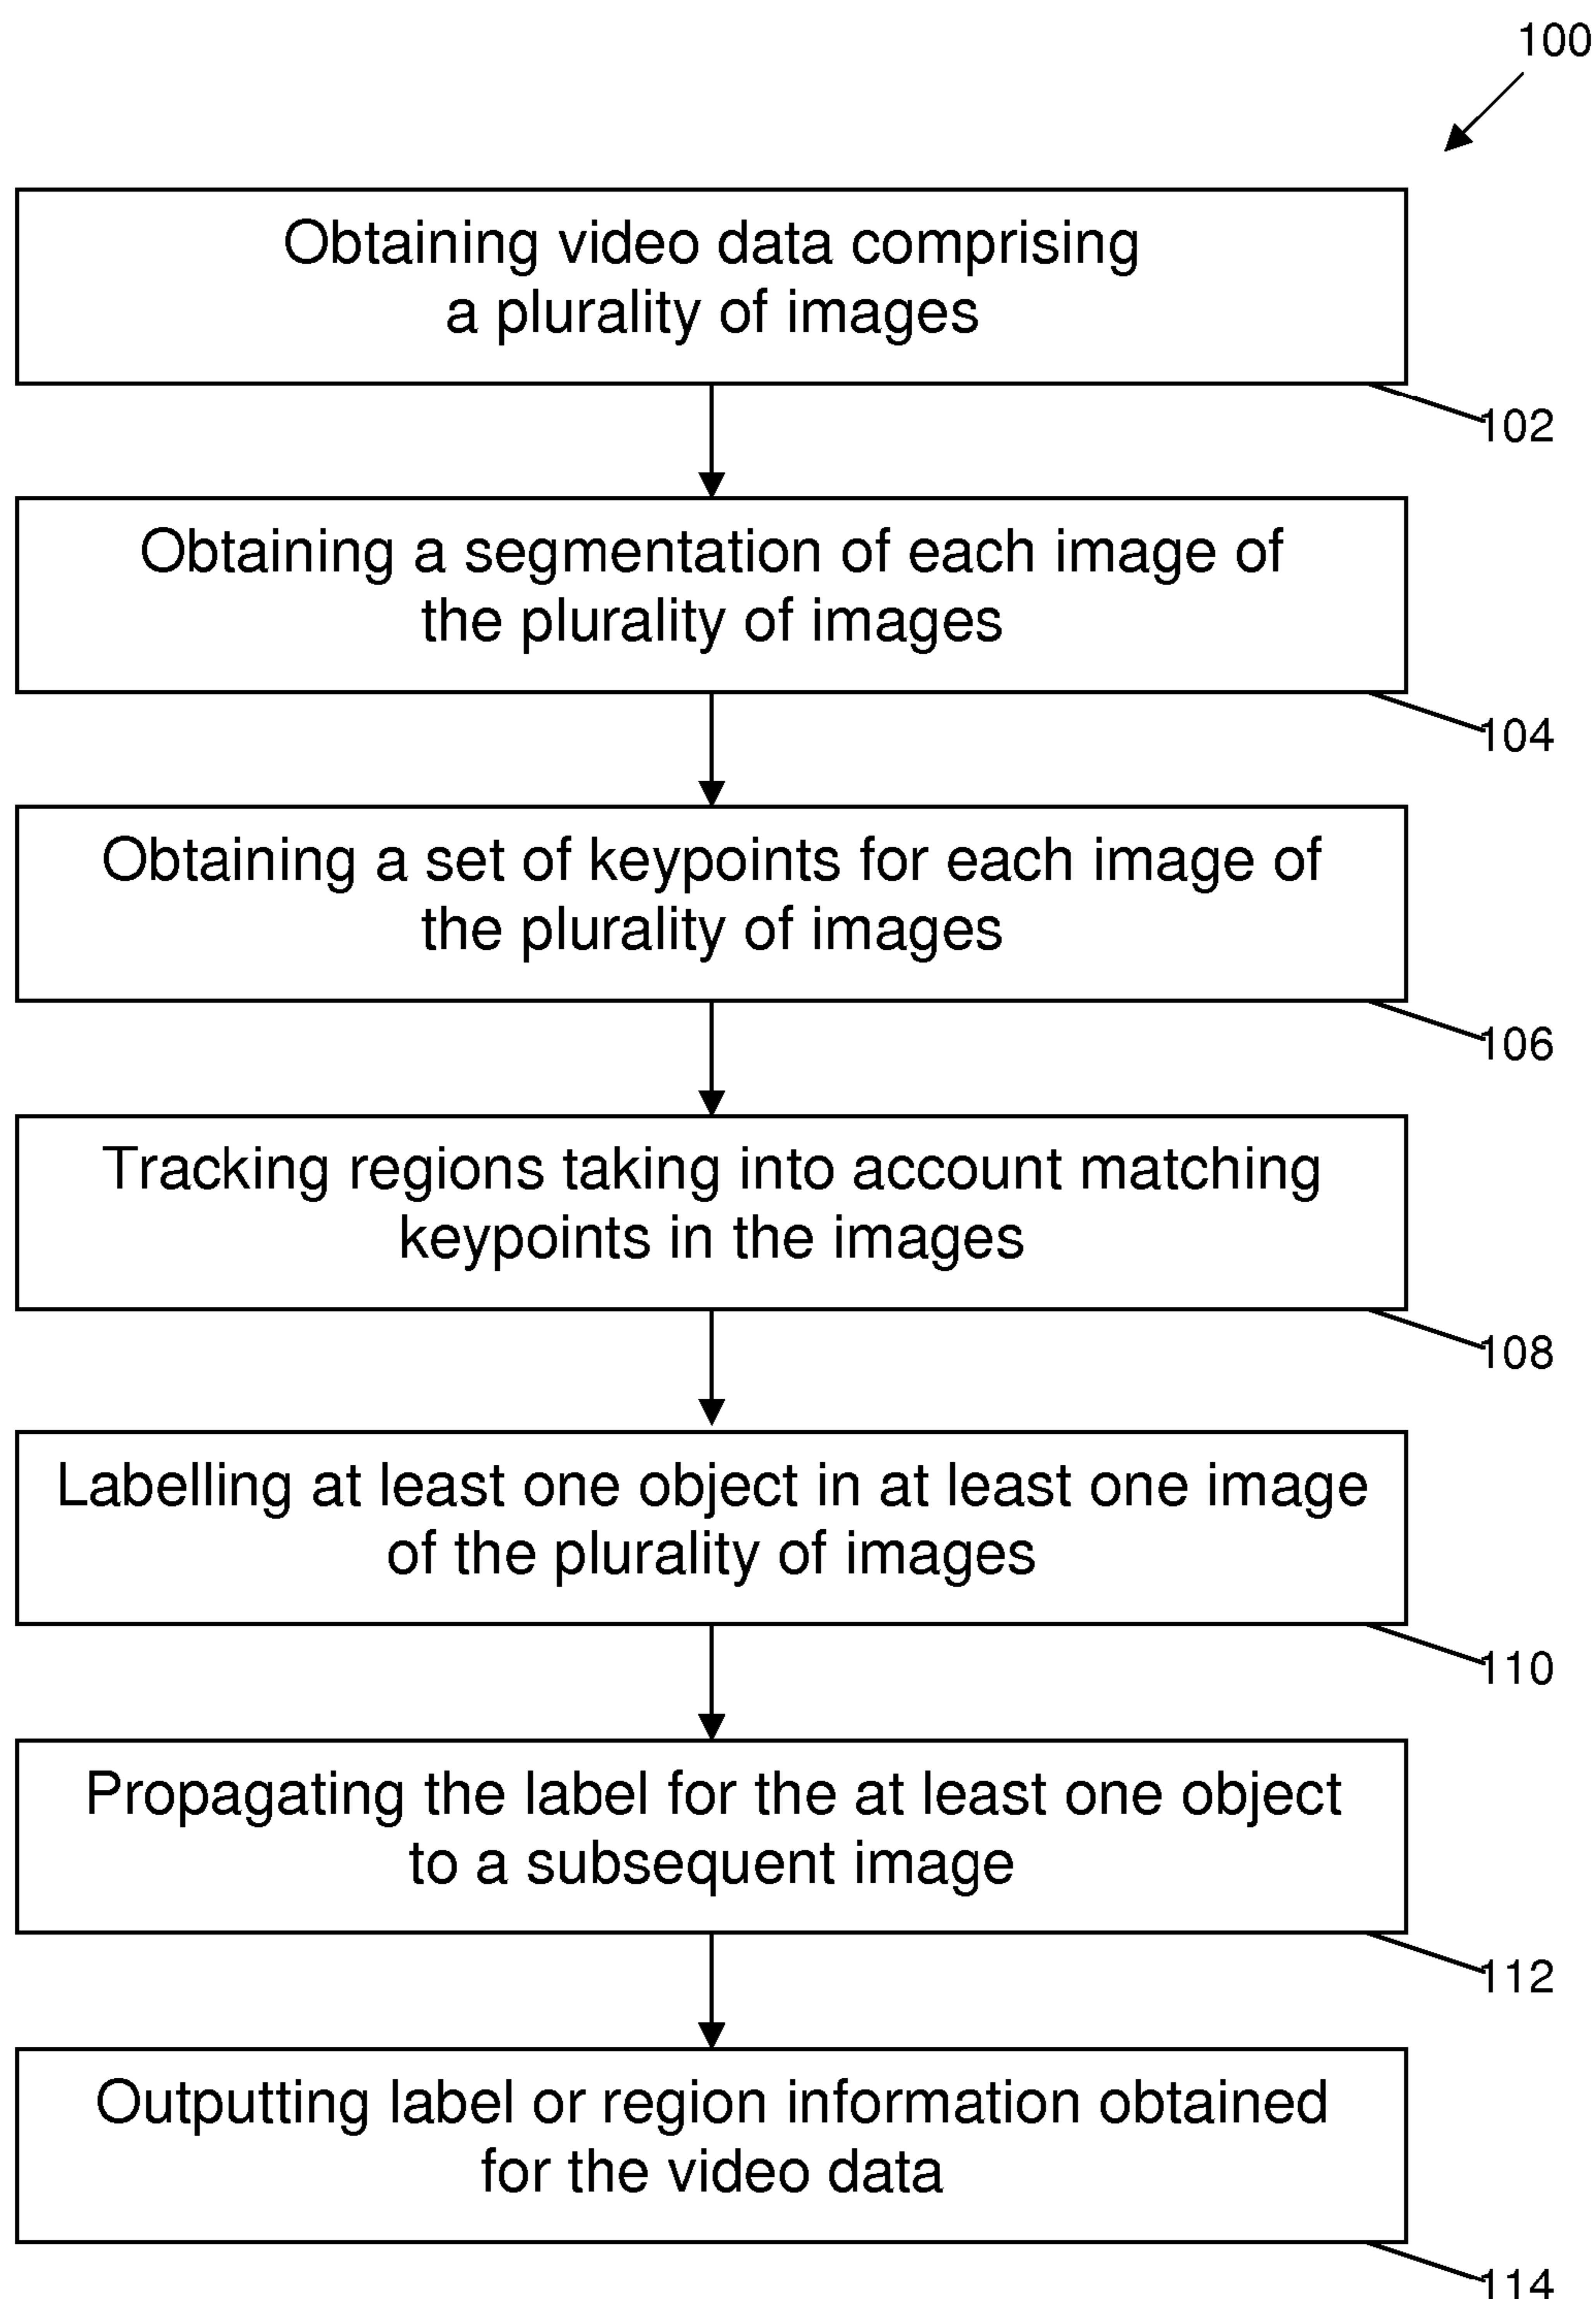 100
Obtaining video data comprising
a plurality of images
102
Obtaining a segmentation of each image of
the plurality of images
104
Obtaining a set of keypoints for each image of
the plurality of images
106
Tracking regions taking into account matching
keypoints in the images
108
Labelling at least one object in at least one image
of the plurality of images
110
Propagating the label for the at least one object
to a subsequent image
112
Outputting label or region information obtained
for the video data
114